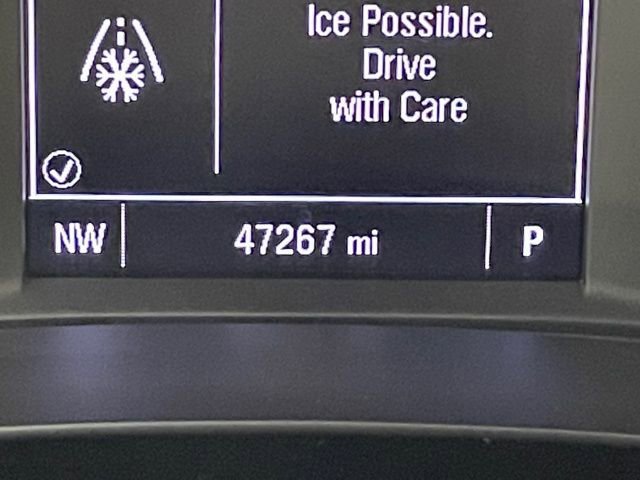 Ice Possible.
Drive
with Care
NW 47267 mi P